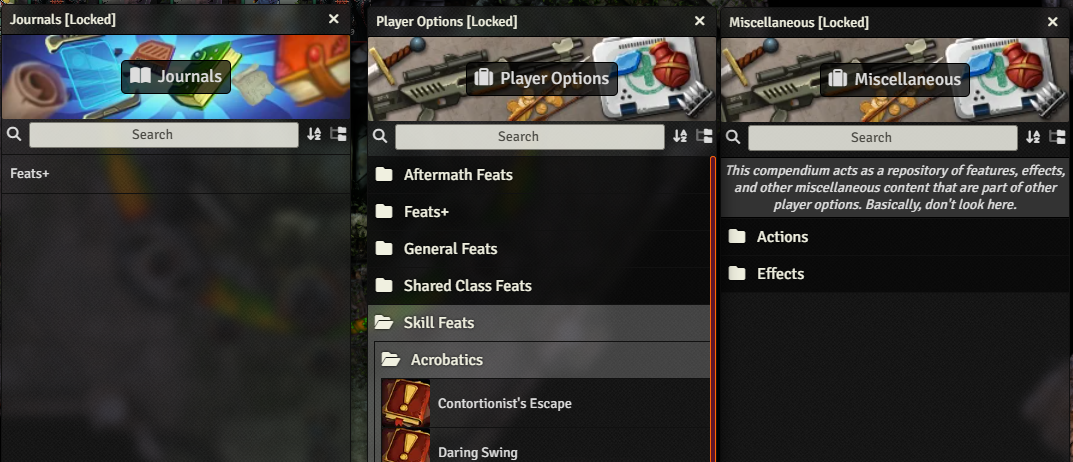 Journals [Locked]
Journals
Search
Feats+
Player Options [Locked]
Player Options
Search
Aftermath Feats
Feats+
General Feats
Shared Class Feats
Skill Feats
Acrobatics
Contortionist's Escape
Daring Swing
Miscellaneous [Locked]
Miscellaneous
Search
This compendium acts as a repository of features, effects,
and other miscellaneous content that are part of other
player options. Basically, don't look here.
Actions
Effects